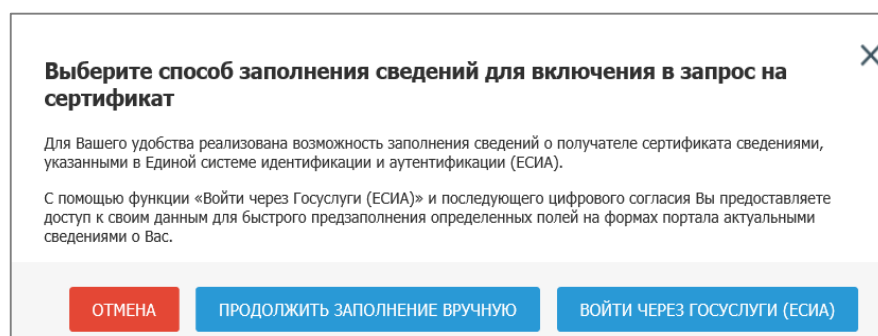 Выберите способ заполнения сведений для включения в запрос на
сертификат
Для Вашего удобства реализована возможность заполнения сведений о получателе сертификата сведениями,
указанными в Единой системе идентификации и аутентификации (ЕСИА).
С помощью функции «Войти через Госуслуги (ЕСИА)» и последующего цифрового согласия Вы предоставляете
доступ к своим данным для быстрого предзаполнения определенных полей на формах портала актуальными
сведениями о Вас.
ОТМЕНА
ПРОДОЛЖИТЬ ЗАПОЛНЕНИЕ ВРУЧНУЮ
ВОЙТИ ЧЕРЕЗ ГОСУСЛУГИ (ЕСИА)